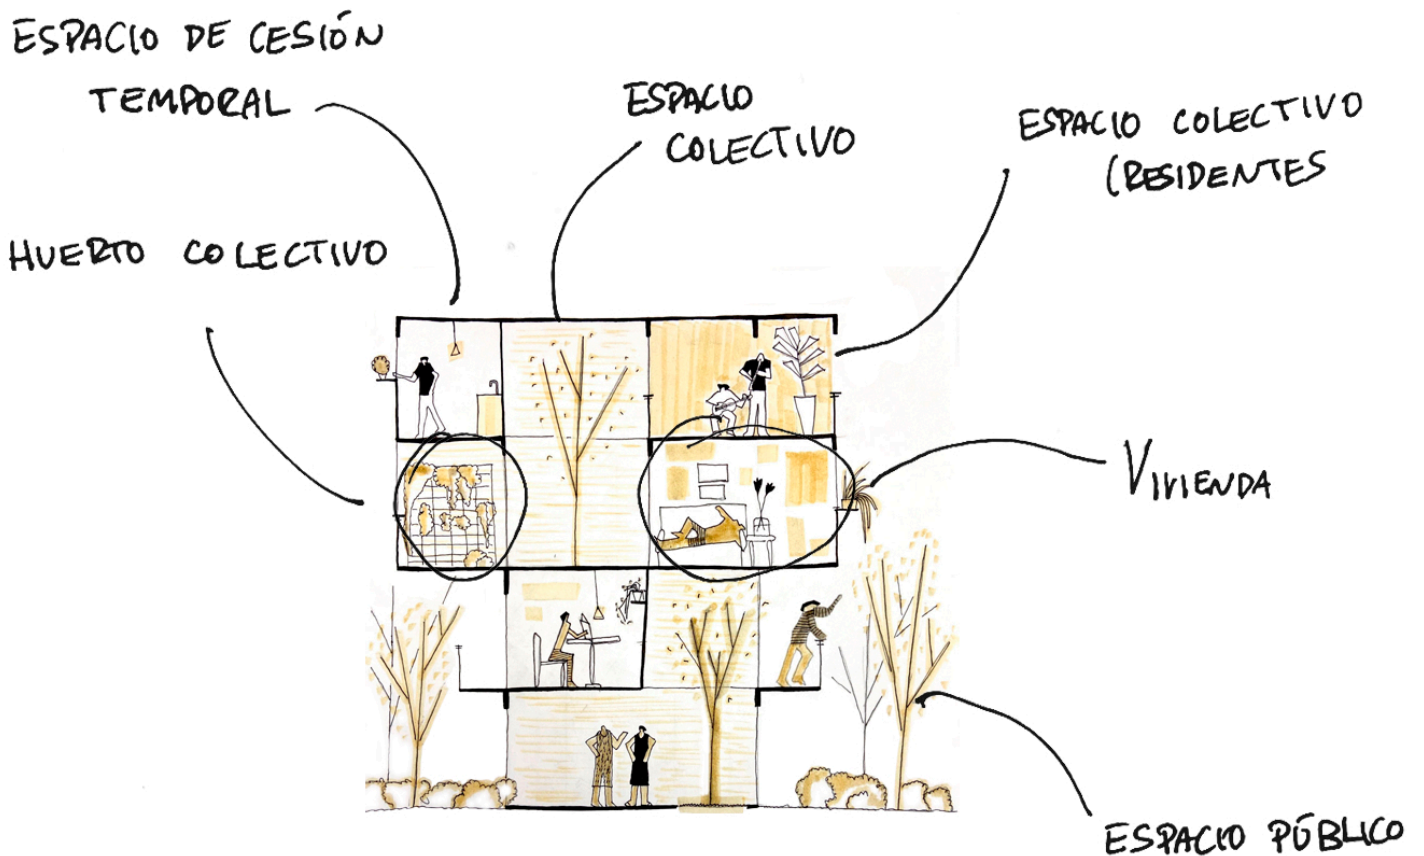 ESPACIO DE CESIÓN
TEMPORAL
ESPACIO
COLECTIVO
ESPACIO COLECTIVO
(RESIDENTES
HUERTO COLECTIVO
VIVIENDA
ESPACIO PÚBLICO